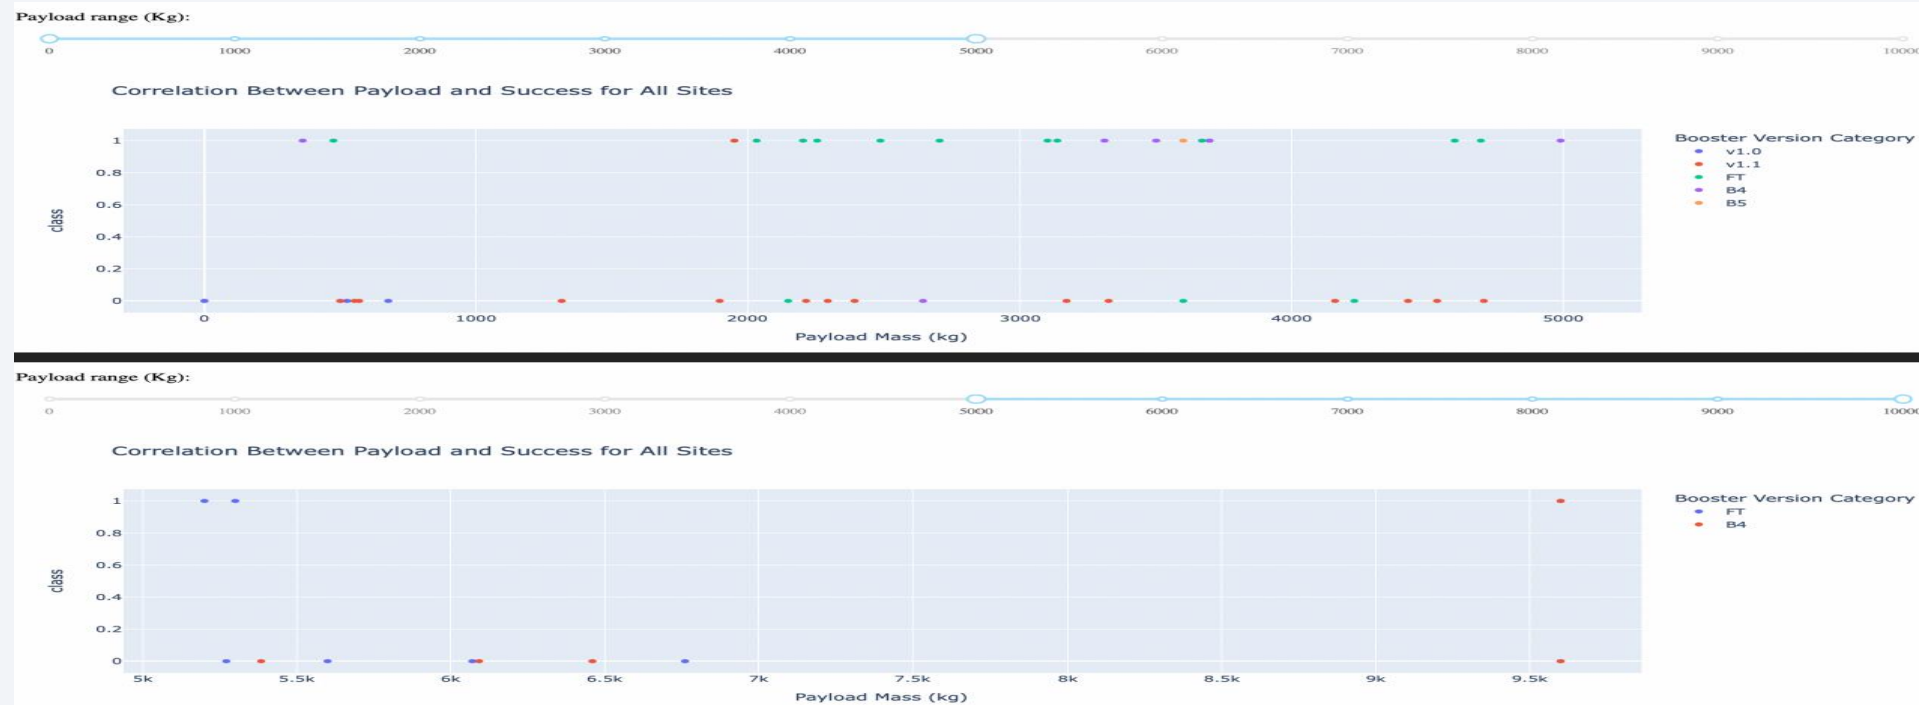 Payload range (Kg):
0 1000 2000 3000 4000 5000 6000 7000 8000 9000 1000
Correlation Between Payload and Success for All Sites
Booster Version Category
v1.0
v1.1
FT
B4
B5
1
0.8
0.6
0.4
0.2
0
class
0 1000 2000 3000 4000 5000
Payload Mass (kg)
Payload range (Kg):
0 1000 2000 3000 4000 5000 6000 7000 8000 9000 1000
Correlation Between Payload and Success for All Sites
Booster Version Category
FT
B4
1
0.8
0.6
0.4
0.2
0
class
5k 5.5k 6k 6.5k 7k 7.5k 8k 8.5k 9k 9.5k
Payload Mass (kg)